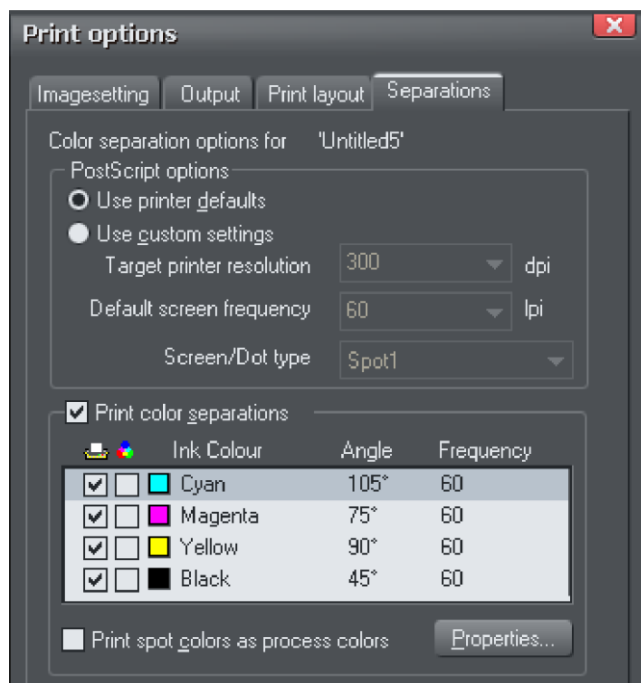 Print options
Imagesetting Output Print layout Separations
Color separation options for 'Untitled5'
PostScript options
Use printer defaults
Use custom settings
Target printer resolution 300 dpi
Default screen frequency 60 lpi
Screen/Dot type Spot1
Print color separations
Ink Colour Angle Frequency
Cyan 105° 60
Magenta 75° 60
Yellow 90° 60
Black 45° 60
Print spot colors as process colors Properties...